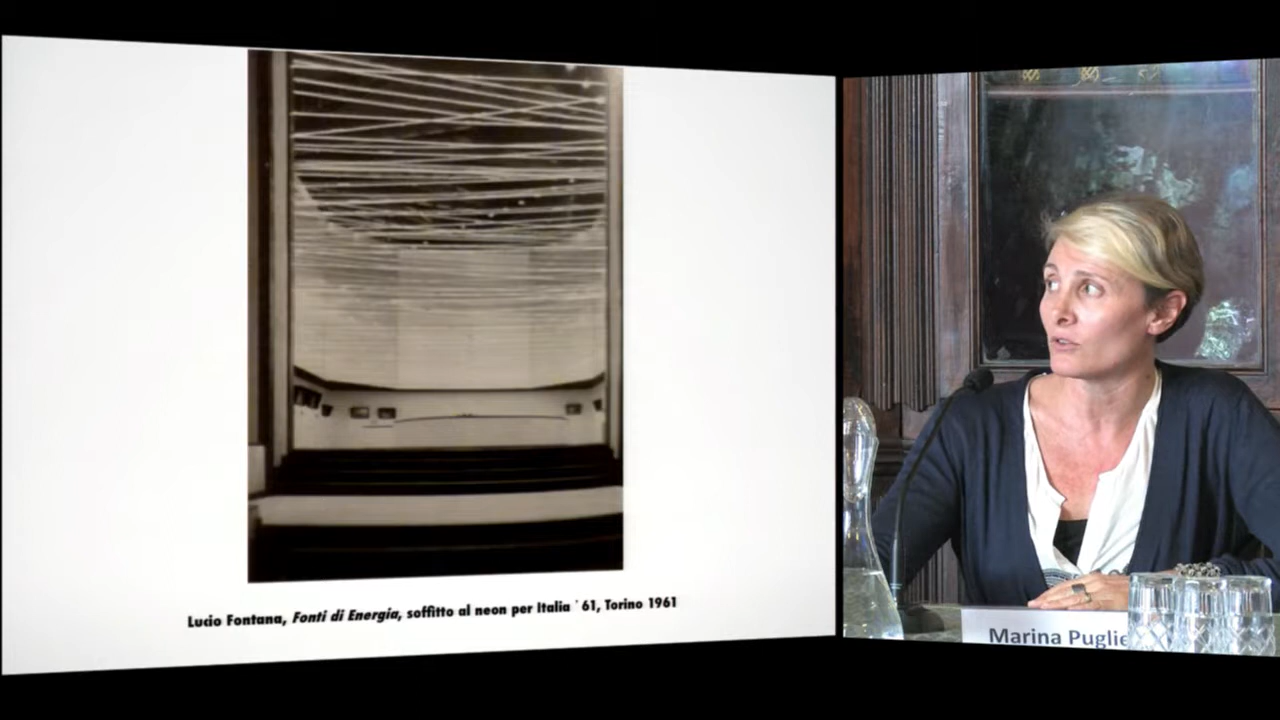 Lucio Fontana, Fonti di Energia, soffitto al neon per Italia ' 61, Torino 1961
Marina Puglie